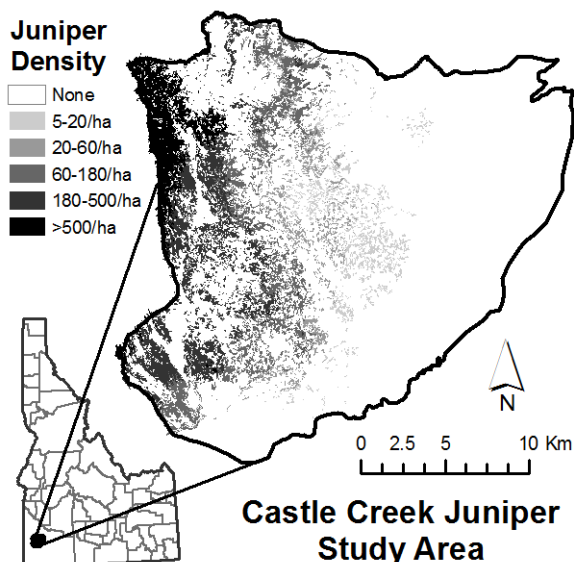 Juniper
Density
None
5-20/ha
20-60/ha
60-180/ha
180-500/ha
>500/ha
N
0 2.5 5 10 Km
Castle Creek Juniper
Study Area